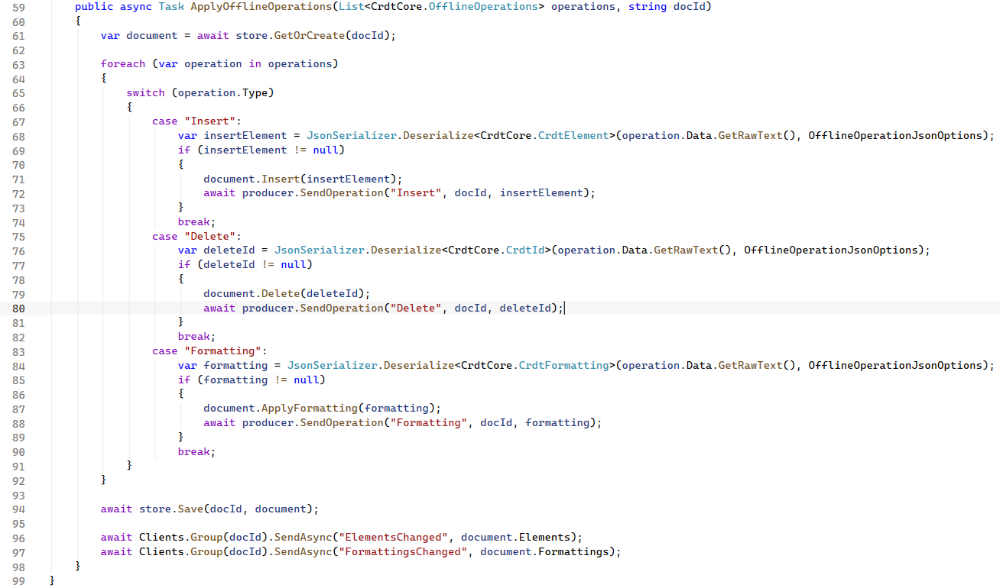 59 public async Task ApplyOfflineOperations(List<CrdtCore.OfflineOperations> operations, string docId)
60 {
61 var document = await store.GetOrCreate(docId);
62
63 foreach (var operation in operations)
64 {
65 switch (operation.Type)
66 {
67 case "Insert":
68 var insertElement = JsonSerializer.Deserialize<CrdtCore.CrdtElement>(operation.Data.GetRawText(), OfflineOperationJsonOptions);
69 if (insertElement != null)
70 {
71 document.Insert(insertElement);
72 await producer.SendOperation("Insert", docId, insertElement);
73 }
74 break;
75 case "Delete":
76 var deleteId = JsonSerializer.Deserialize<CrdtCore.CrdtId>(operation.Data.GetRawText(), OfflineOperationJsonOptions);
77 if (deleteId != null)
78 {
79 document.Delete(deleteId);
80 await producer.SendOperation("Delete", docId, deleteId);
81 }
82 break;
83 case "Formatting":
84 var formatting = JsonSerializer.Deserialize<CrdtCore.CrdtFormatting>(operation.Data.GetRawText(), OfflineOperationJsonOptions);
85 if (formatting != null)
86 {
87 document.ApplyFormatting(formatting);
88 await producer.SendOperation("Formatting", docId, formatting);
89 }
90 break;
91 }
92 }
93
94 await store.Save(docId, document);
95
96 await Clients.Group(docId).SendAsync("ElementsChanged", document.Elements);
97 await Clients.Group(docId).SendAsync("FormattingsChanged", document.Formattings);
98 }
99 }